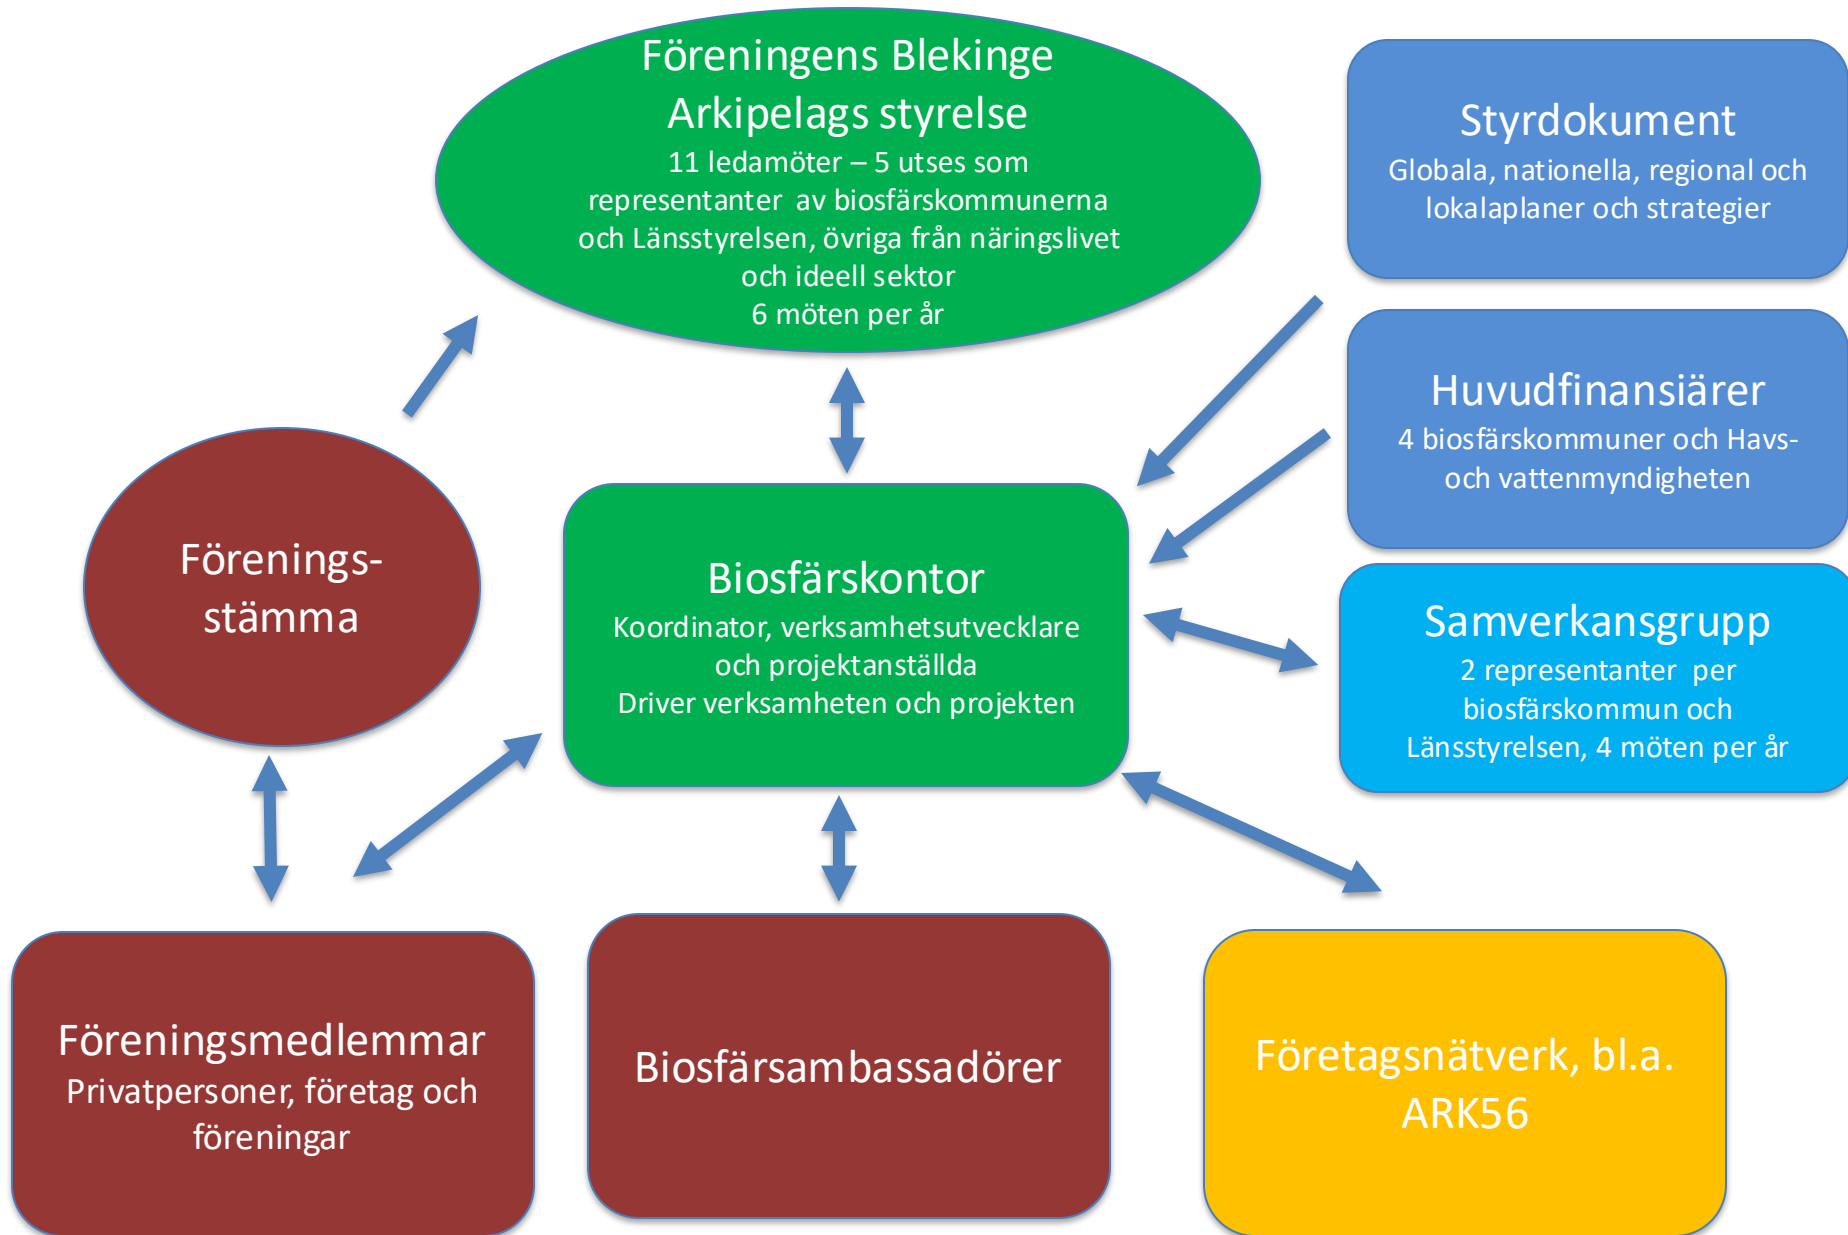 Föreningens Blekinge
Arkipelags styrelse
11 ledamöter – 5 utses som
representanter av biosfärskommunerna
och Länsstyrelsen, övriga från näringslivet
och ideell sektor
6 möten per år
Styrdokument
Globala, nationella, regional och
lokalaplaner och strategier
Huvudfinansiärer
4 biosfärskommuner och Havs-
och vattenmyndigheten
Förenings-
stämma
Biosfärskontor
Koordinator, verksamhetsutvecklare
och projektanställda
Driver verksamheten och projekten
Samverkansgrupp
2 representanter per
biosfärskommun och
Länsstyrelsen, 4 möten per år
Föreningsmedlemmar
Privatpersoner, företag och
föreningar
Biosfärsambassadörer
Företagsnätverk, bl.a.
ARK56